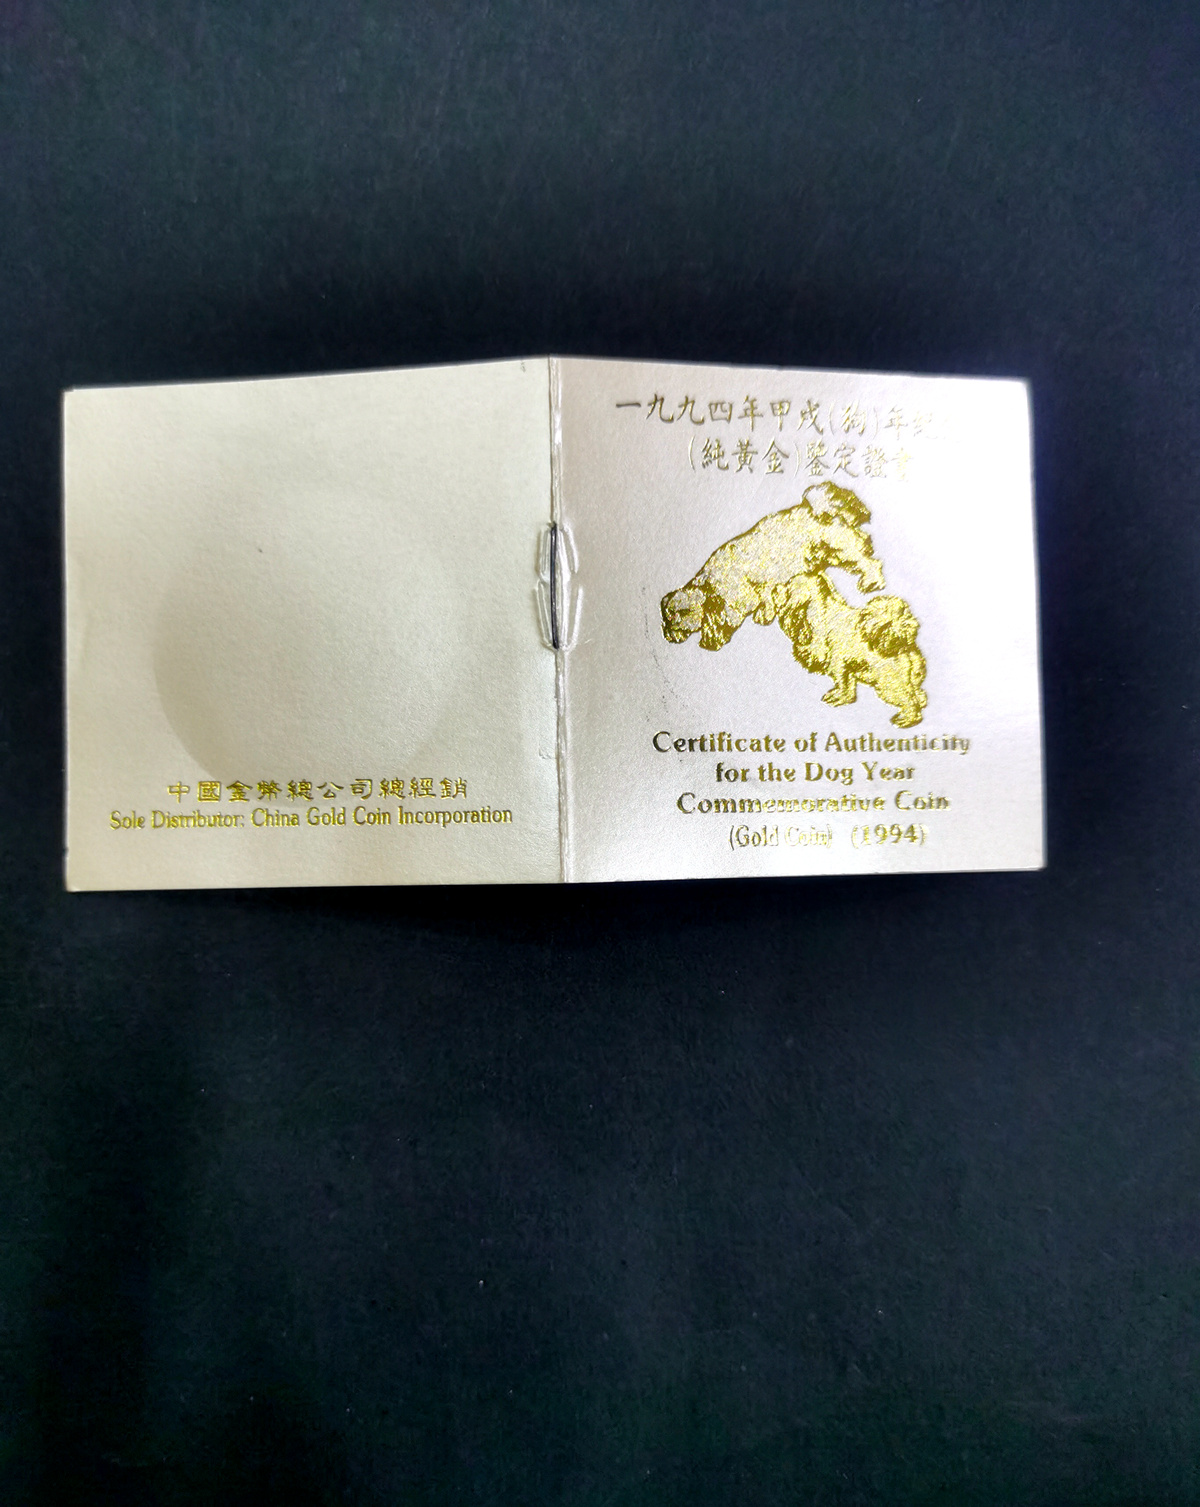 中國金幣總公司總經銷
Sole Distributor: China Gold Coin Incorporation
一九九四年甲戌(狗)年紀
(純黃金)鑒定證書
Certificate of Authenticity
for the Dog Year
Commemorative Coin
(Gold Coin) (1994)